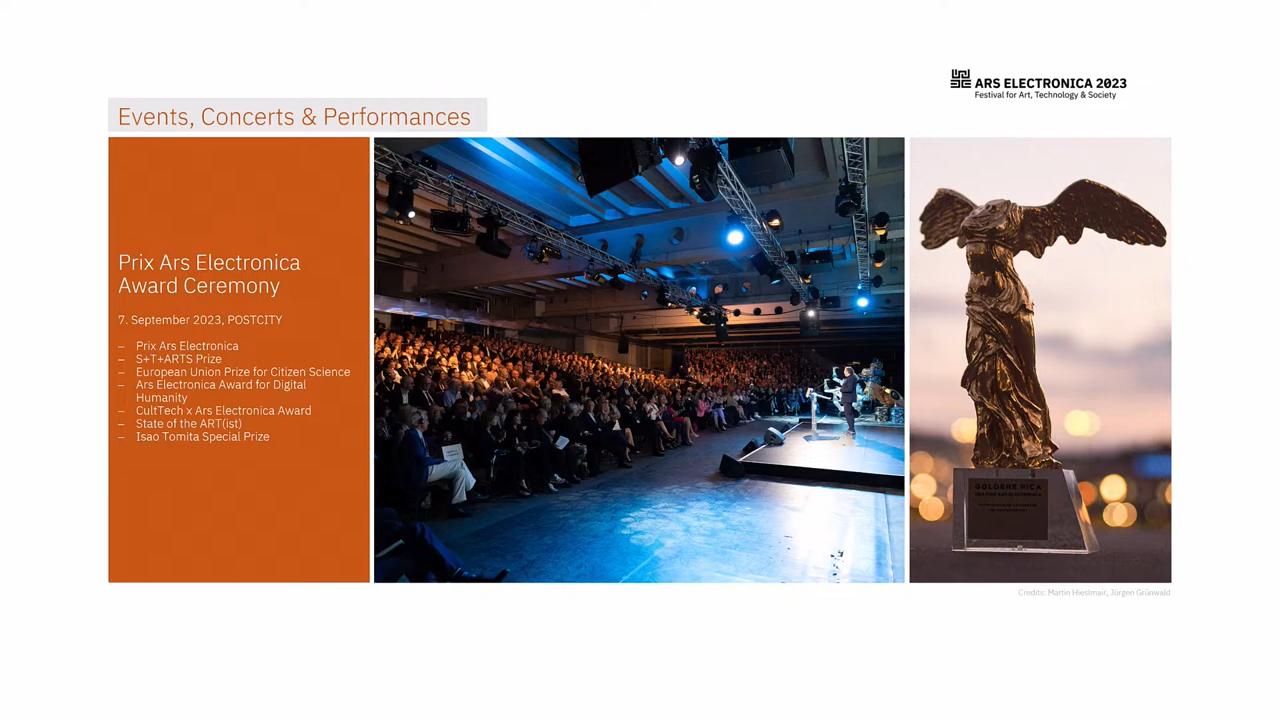 ARS ELECTRONICA 2023
Festival for Art, Technology & Society
Events, Concerts & Performances
Prix Ars Electronica
Award Ceremony
7. September 2023, POSTCITY
– Prix Ars Electronica
– S+T+ARTS Prize
– European Union Prize for Citizen Science
– Ars Electronica Award for Digital
Humanity
– CultTech x Ars Electronica Award
– State of the ART(ist)
– Isao Tomita Special Prize
GOLDENE NICA
Credits: Martin Hieslmair, Jürgen Grünwald